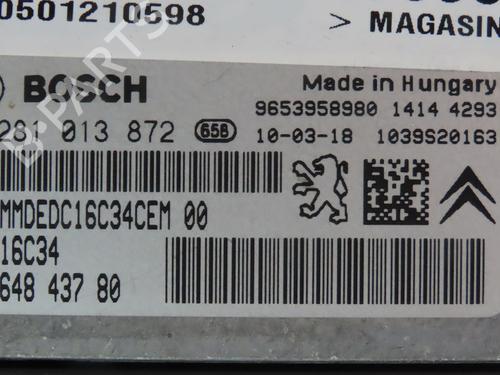 0501210598
> MAGASIN
BOSCH
Made in Hungary
9653958980 1414 4293
281 013 872 656 10-03-18 1039S20163
MMDEDC16C34CEM 00
16C34
648 437 80